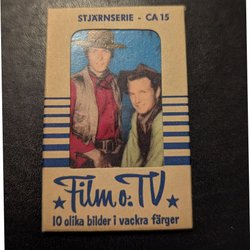 STJÄRNSERIE - CA 15
Film o. TV
10 olika bilder i vackra färger